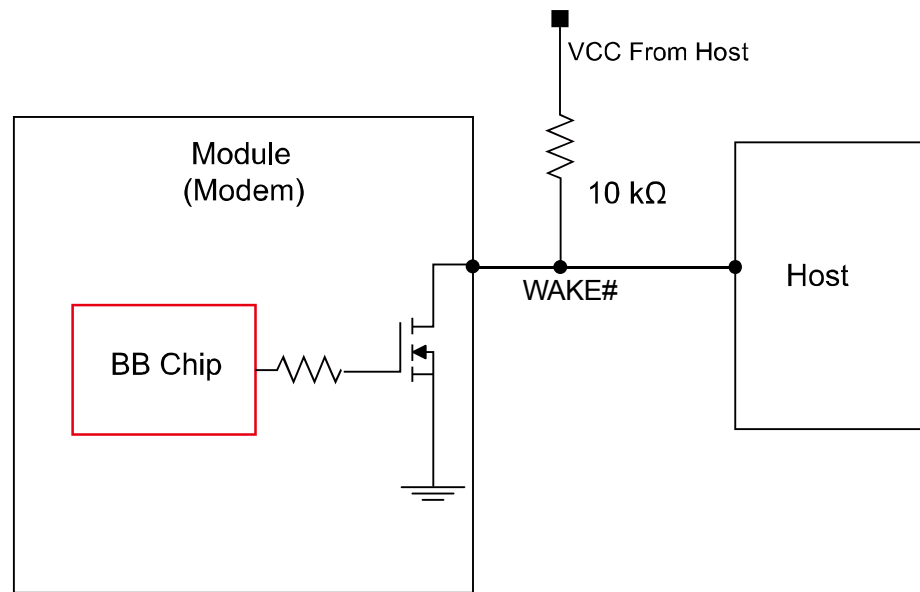 VCC From Host
Module
(Modem)
10 kΩ
WAKE#
Host
BB Chip